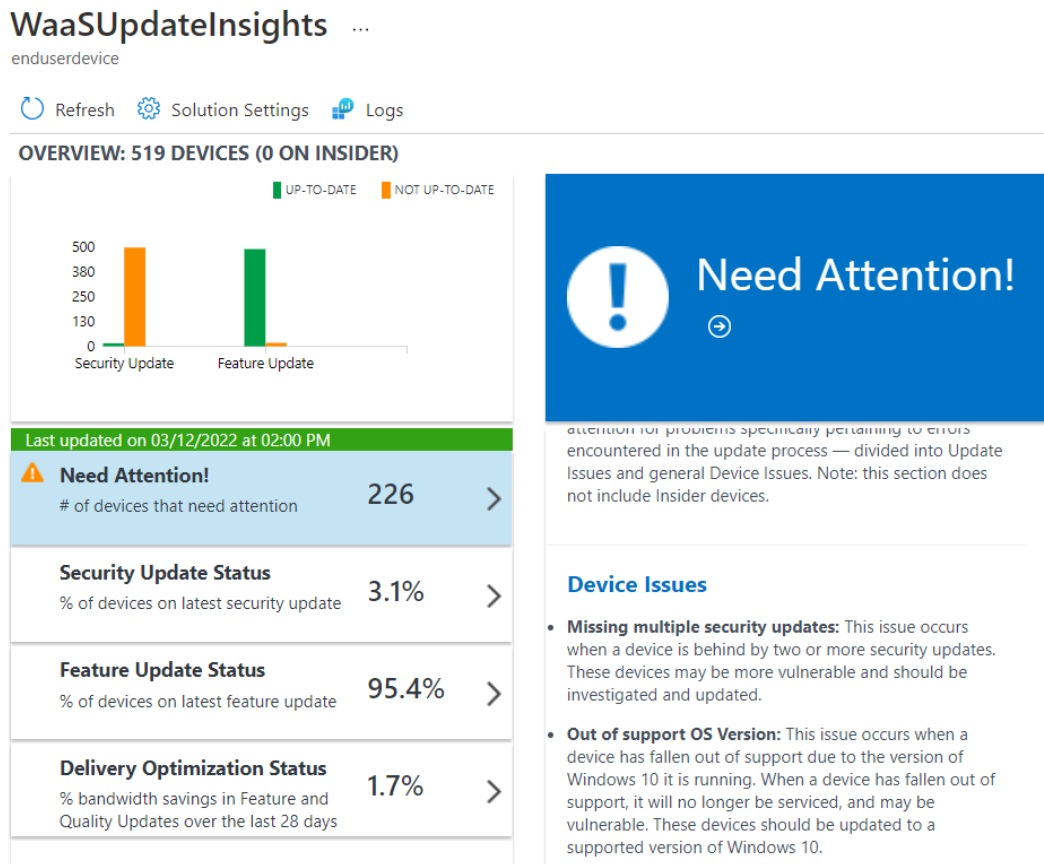 WaaSUpdateInsights ...
enduserdevice
Refresh Solution Settings Logs
OVERVIEW: 519 DEVICES (0 ON INSIDER)
UP-TO-DATE NOT UP-TO-DATE
500
380
250
130
0
Security Update Feature Update
Last updated on 03/12/2022 at 02:00 PM
Need Attention!
# of devices that need attention
226
Security Update Status
% of devices on latest security update
3.1%
Feature Update Status
% of devices on latest feature update
95.4%
Delivery Optimization Status
% bandwidth savings in Feature and
Quality Updates over the last 28 days
1.7%
Need Attention!
attention for problems specifically pertaining to errors
encountered in the update process — divided into Update
Issues and general Device Issues. Note: this section does
not include Insider devices.
Device Issues
• Missing multiple security updates: This issue occurs
when a device is behind by two or more security updates.
These devices may be more vulnerable and should be
investigated and updated.
• Out of support OS Version: This issue occurs when a
device has fallen out of support due to the version of
Windows 10 it is running. When a device has fallen out of
support, it will no longer be serviced, and may be
vulnerable. These devices should be updated to a
supported version of Windows 10.